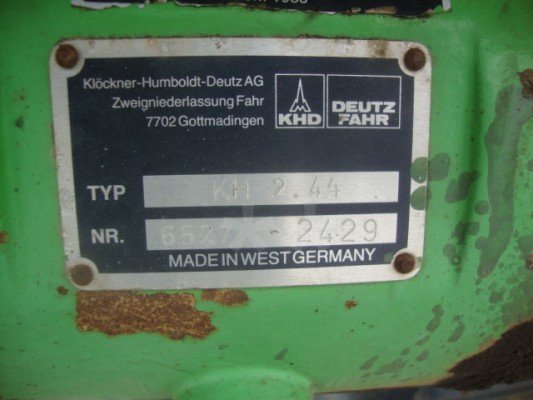 Klöckner-Humboldt-Deutz AG
Zweigniederlassung Fahr
7702 Gottmadingen
KHD
DEUTZ
FAHR
TYP KH 2.44
NR. 6527 - 2429
MADE IN WEST GERMANY